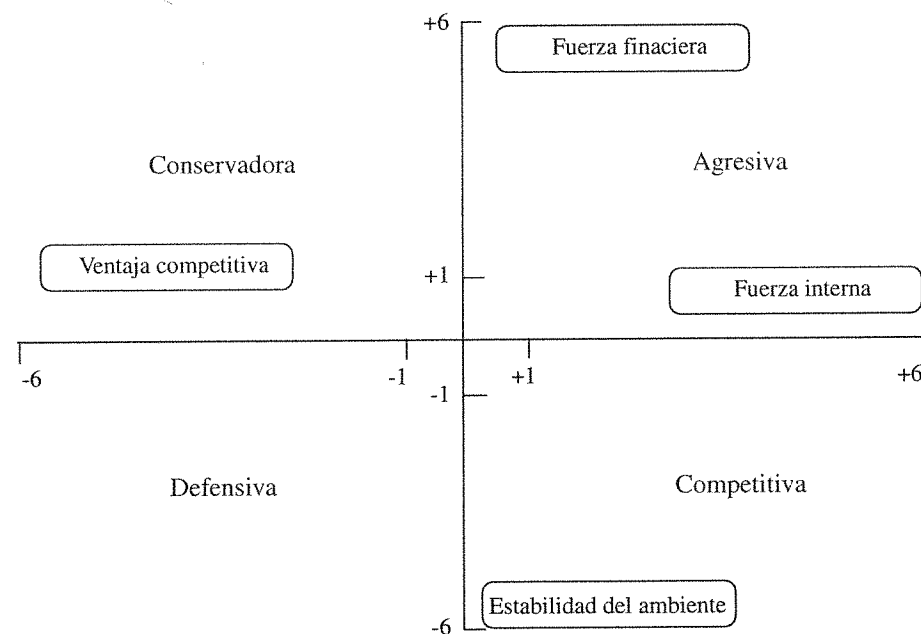 +6
Fuerza finaciera
Conservadora
Agresiva
Ventaja competitiva
+1
Fuerza interna
-6
-1
+1
+6
-1
Defensiva
Competitiva
Estabilidad del ambiente
-6